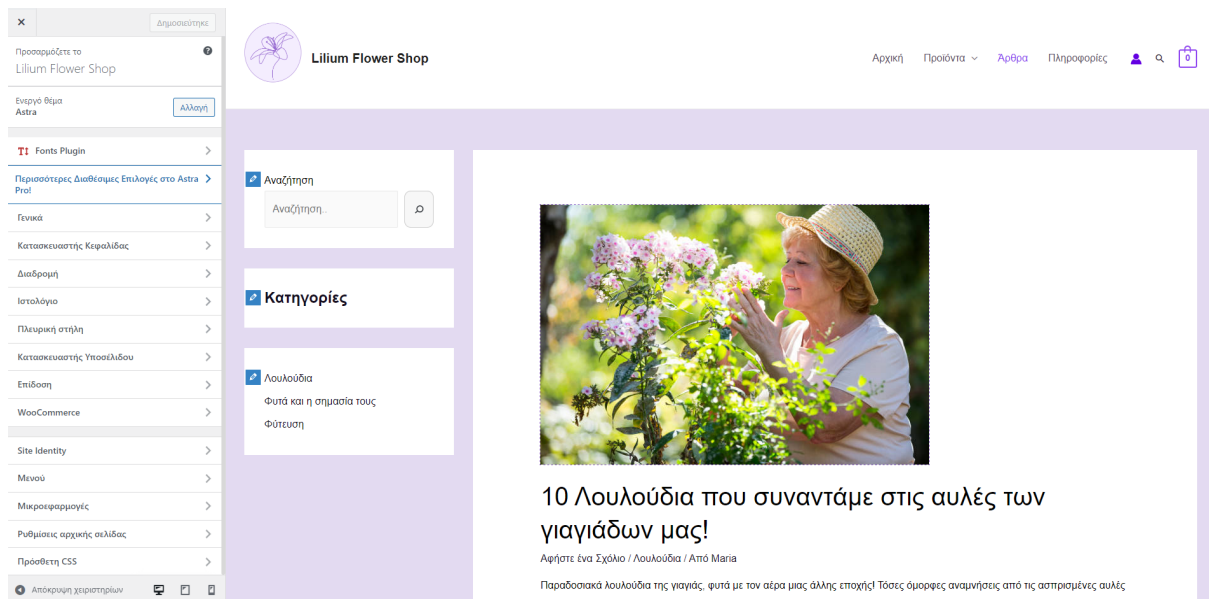 Δημοσιεύτηκε
Προσαρμόζετε το
Lilium Flower Shop
Ενεργό θέμα
Astra
Αλλαγή
Fonts Plugin
Περισσότερες Διαθέσιμες Επιλογές στο Astra
Pro!
Γενικά
Κατασκευαστής Κεφαλίδας
Διαδρομή
Ιστολόγιο
Πλευρική στήλη
Κατασκευαστής Υποσέλιδου
Επίδοση
WooCommerce
Site Identity
Μενού
Μικροεφαρμογές
Ρυθμίσεις αρχικής σελίδας
Πρόσθετη CSS
Απόκρυψη χειριστηρίων
Lilium Flower Shop
Αρχική Προϊόντα Άρθρα Πληροφορίες 0
Αναζήτηση
Αναζήτηση..
Κατηγορίες
Λουλούδια
Φυτά και η σημασία τους
Φύτευση
10 Λουλούδια που συναντάμε στις αυλές των
γιαγιάδων μας!
Αφήστε ένα Σχόλιο / Λουλούδια / Από Maria
Παραδοσιακά λουλούδια της γιαγιάς, φυτά με τον αέρα μιας άλλης εποχής! Τόσες όμορφες αναμνήσεις από τις ασπρισμένες αυλές